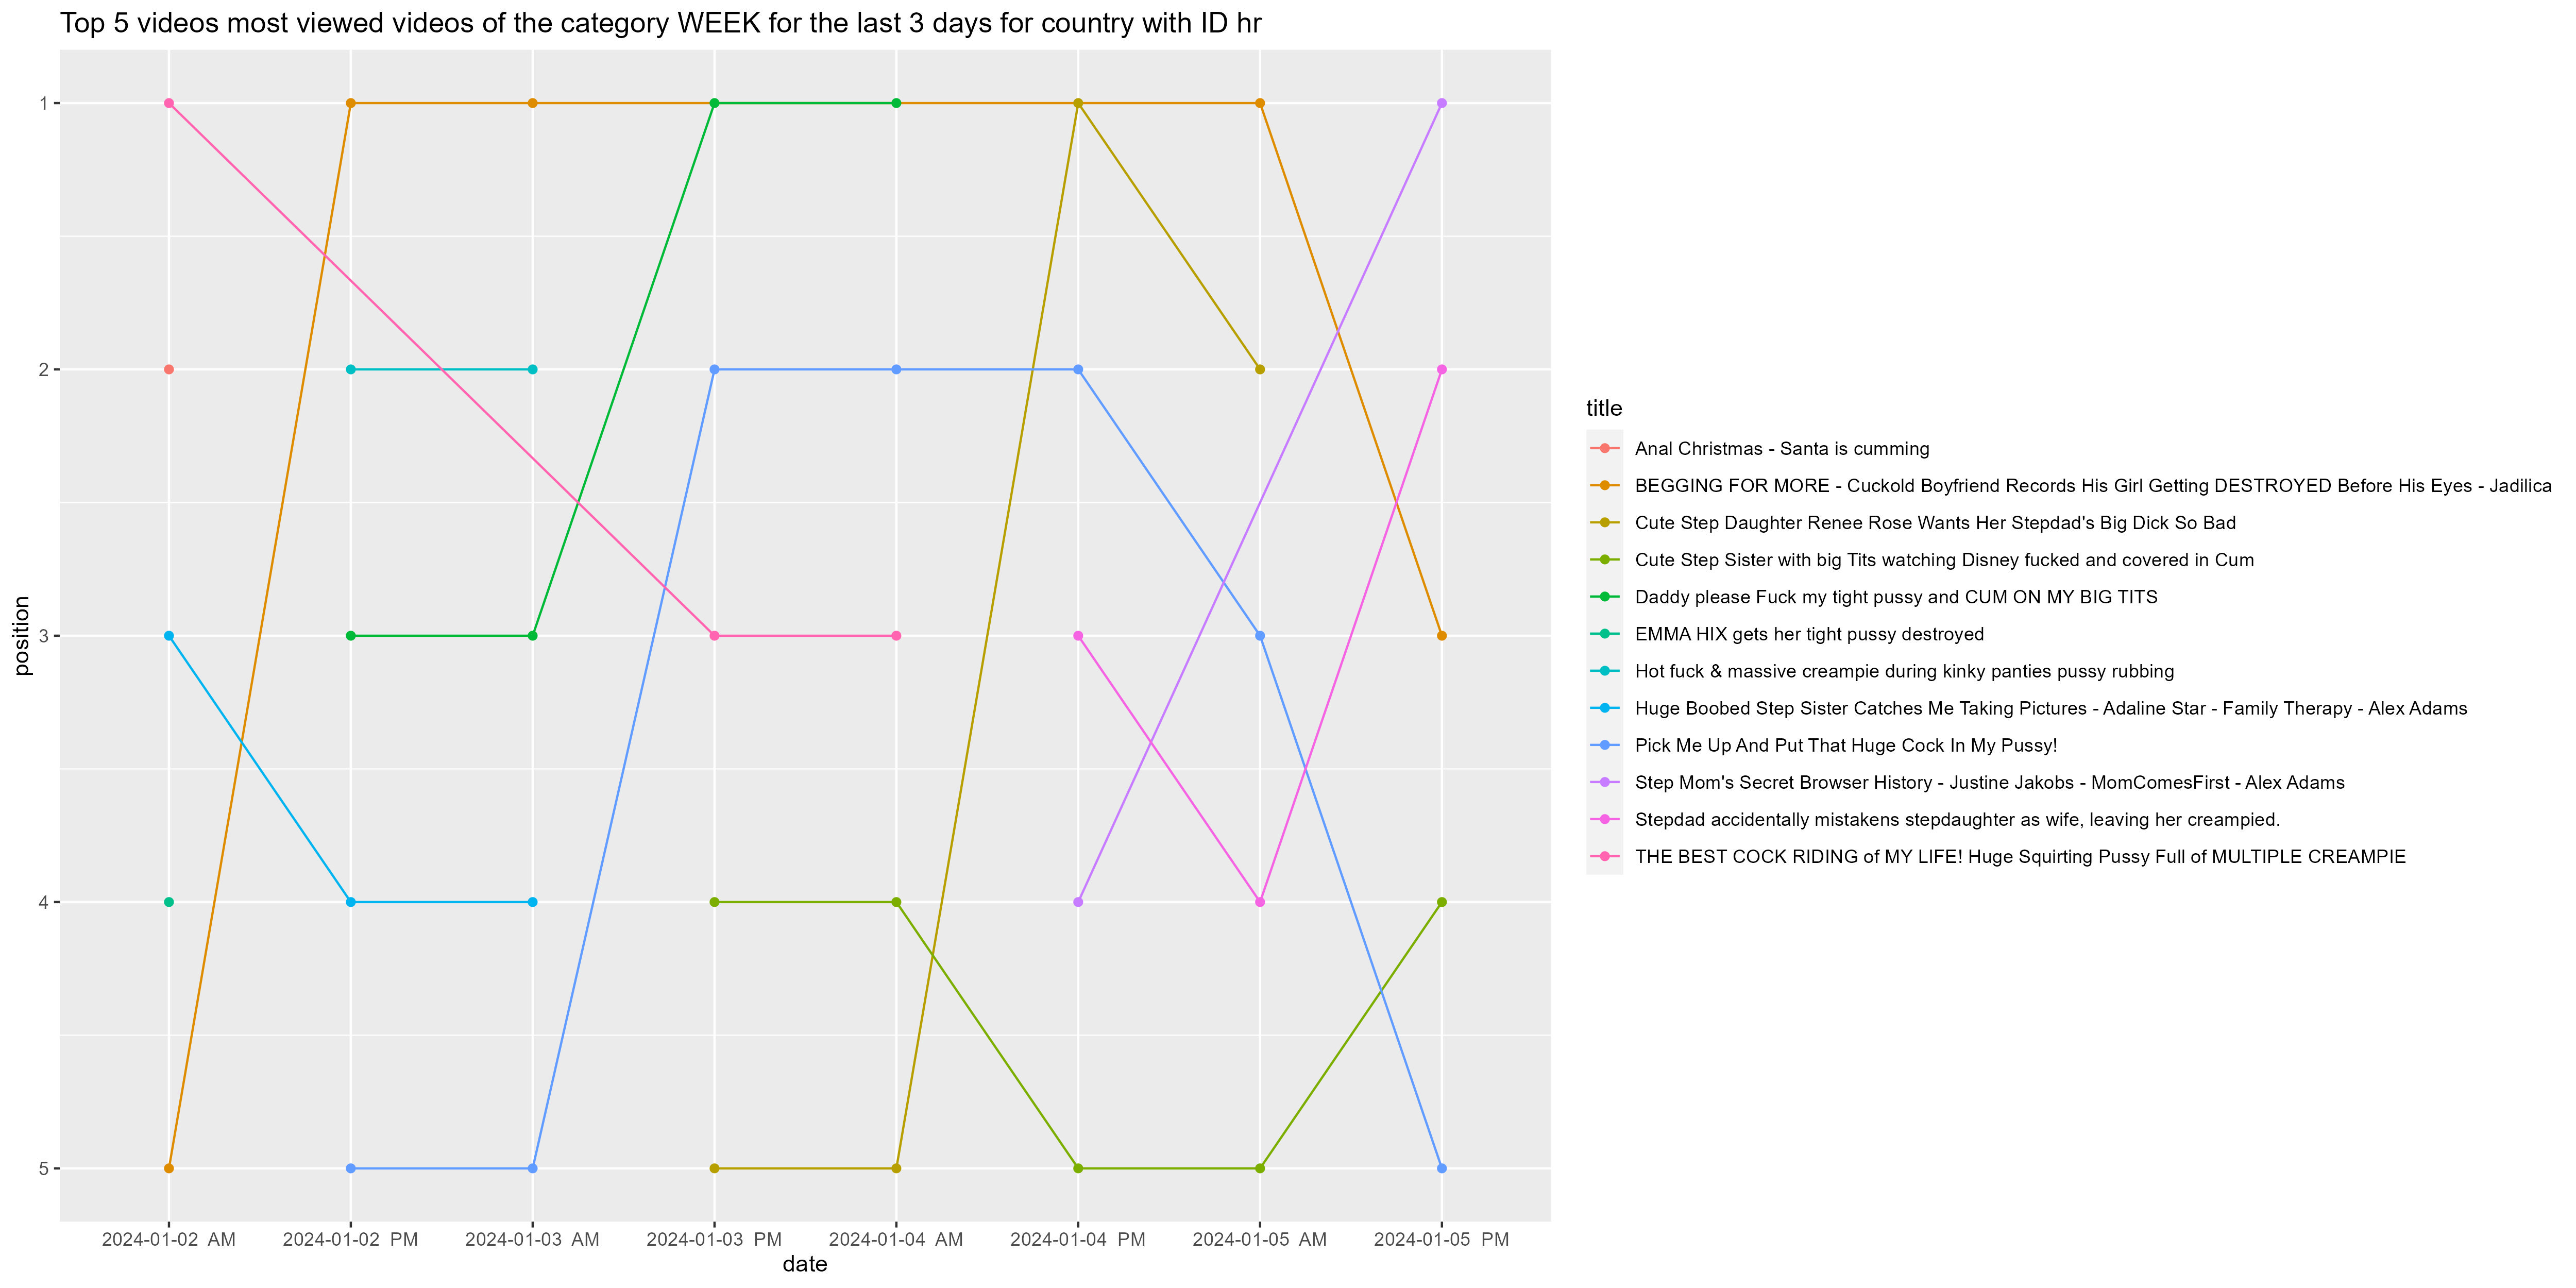 Top 5 videos most viewed videos of the category WEEK for the last 3 days for country with ID hr
position
1
2
3
4
5
2024-01-02 AM
2024-01-02 PM
2024-01-03 AM
2024-01-03 PM
2024-01-04 AM
2024-01-04 PM
2024-01-05 AM
2024-01-05 PM
date
title
Anal Christmas - Santa is cumming
BEGGING FOR MORE - Cuckold Boyfriend Records His Girl Getting DESTROYED Before His Eyes - Jadilica
Cute Step Daughter Renee Rose Wants Her Stepdad's Big Dick So Bad
Cute Step Sister with big Tits watching Disney fucked and covered in Cum
Daddy please Fuck my tight pussy and CUM ON MY BIG TITS
EMMA HIX gets her tight pussy destroyed
Hot fuck & massive creampie during kinky panties pussy rubbing
Huge Boobed Step Sister Catches Me Taking Pictures - Adaline Star - Family Therapy - Alex Adams
Pick Me Up And Put That Huge Cock In My Pussy!
Step Mom's Secret Browser History - Justine Jakobs - MomComesFirst - Alex Adams
Stepdad accidentally mistakens stepdaughter as wife, leaving her creampied.
THE BEST COCK RIDING of MY LIFE! Huge Squirting Pussy Full of MULTIPLE CREAMPIE